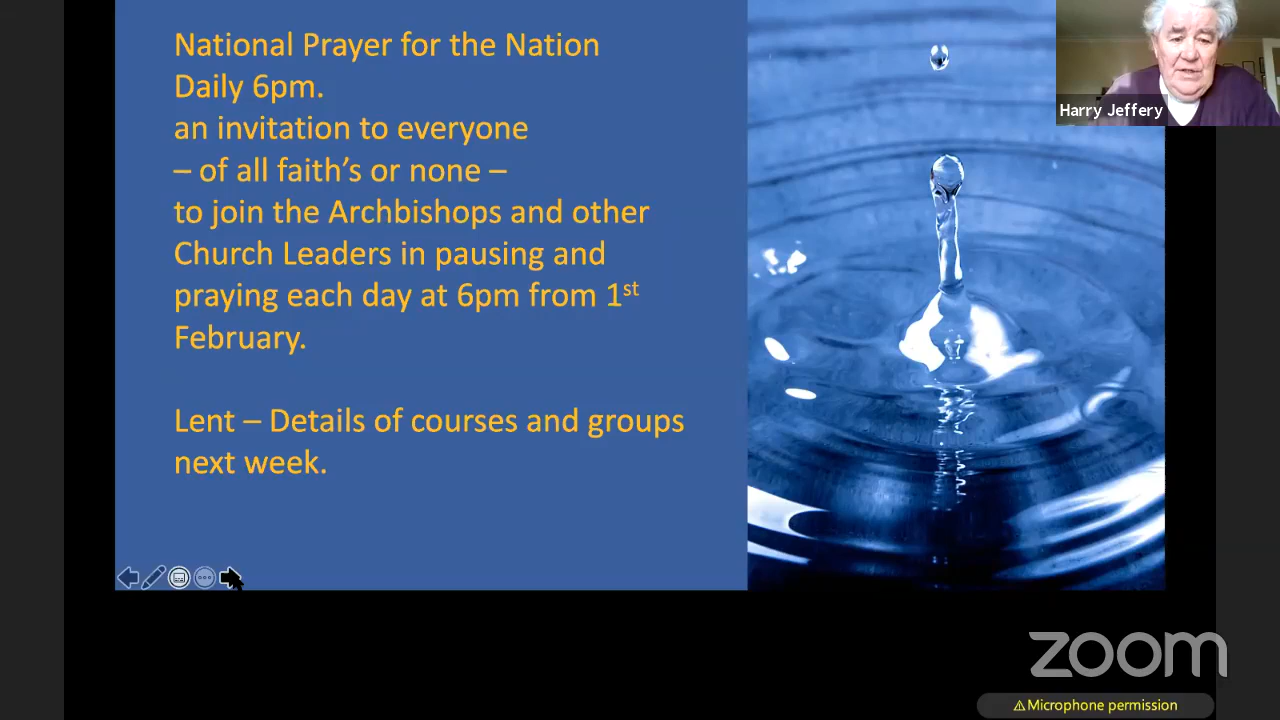 National Prayer for the Nation
Daily 6pm.
an invitation to everyone
– of all faith’s or none –
to join the Archbishops and other
Church Leaders in pausing and
praying each day at 6pm from 1st
February.
Lent – Details of courses and groups
next week.
Harry Jeffery
zoom
⚠Microphone permission